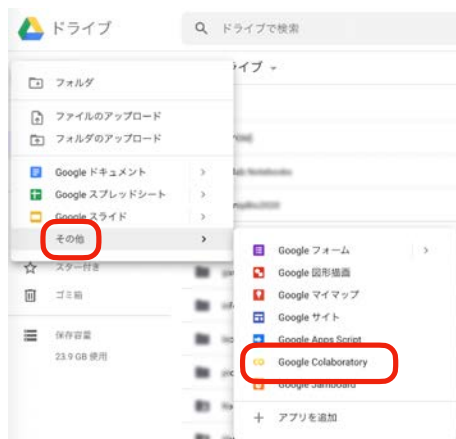 ドライブ
ドライブで検索
イブ
フォルダ
ファイルのアップロード
フォルダのアップロード
Google ドキュメント
Google スプレッドシート
Google スライド
その他
スター付き
ゴミ箱
保存容量
23.9 GB 使用
Google フォーム
Google 図形描画
Google マイマップ
Google サイト
Google Apps Script
Google Colaboratory
Google Jamboard
アプリを追加